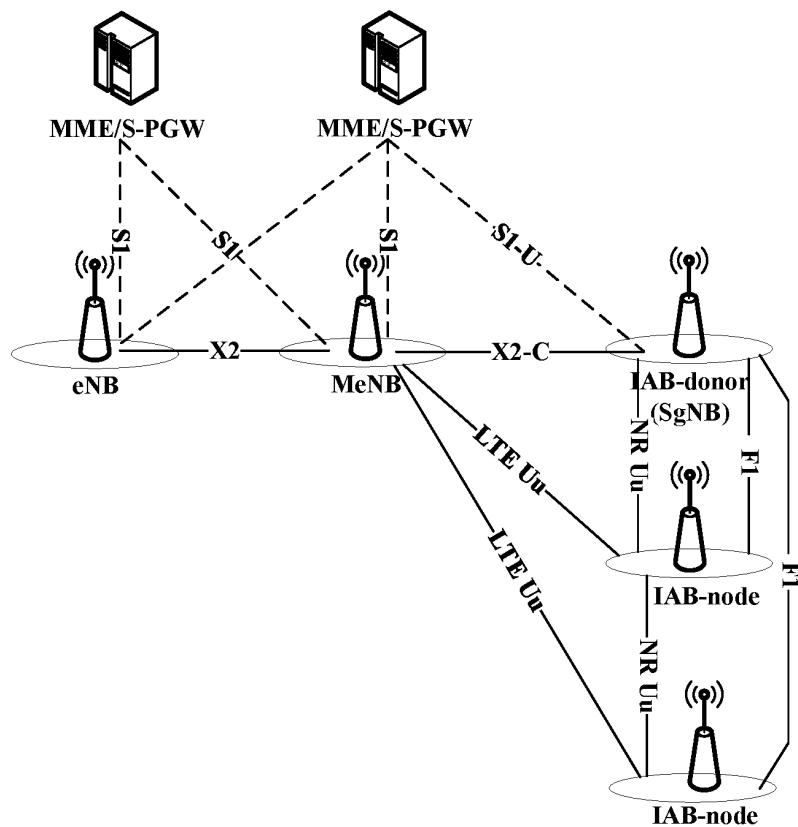 MME/S-PGW
MME/S-PGW
S1
S1
S1
S1-U
X2
X2-C
eNB
MeNB
IAB-donor
(SgNB)
NR Uu
F1
LTE Uu
LTE Uu
F1
IAB-node
NR Uu
IAB-node